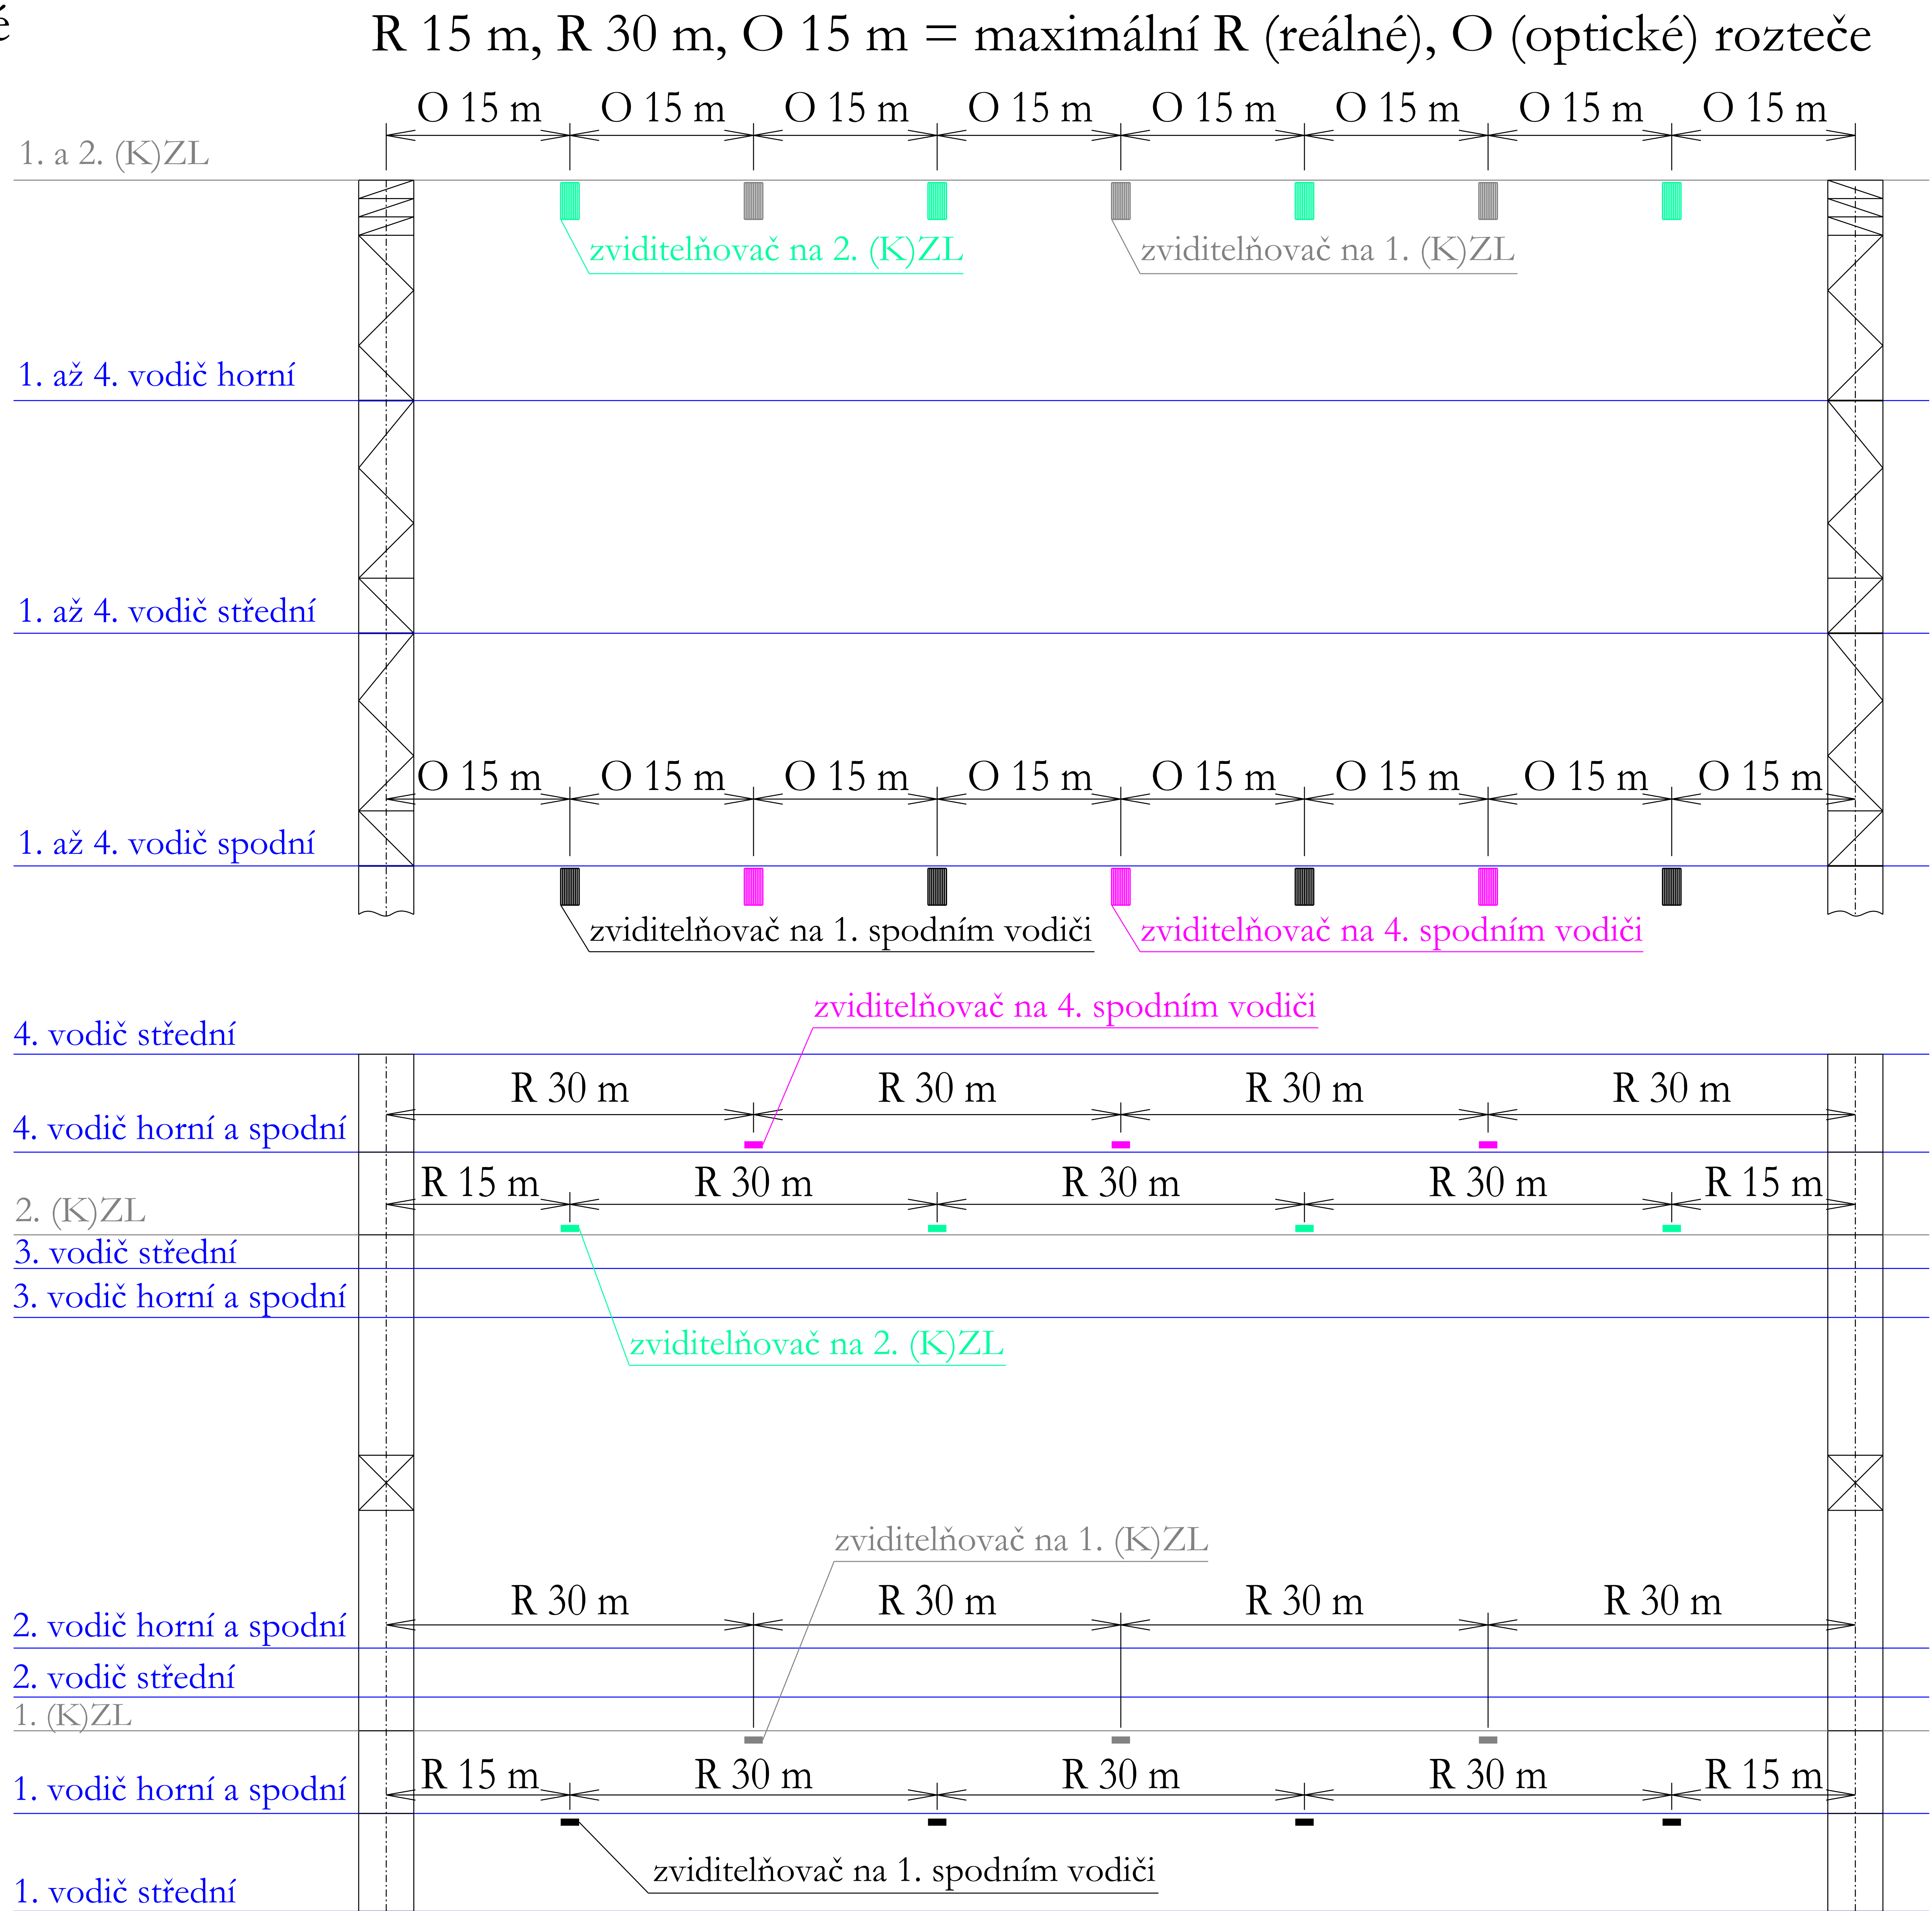 R 15 m, R 30 m, O 15 m = maximální R (reálné), O (optické) rozteče
O 15 m O 15 m O 15 m O 15 m O 15 m O 15 m O 15 m O 15 m
1. a 2. (K)ZL
zviditelňovač na 2. (K)ZL zviditelňovač na 1. (K)ZL
1. až 4. vodič horní
1. až 4. vodič střední
O 15 m O 15 m O 15 m O 15 m O 15 m O 15 m O 15 m O 15 m
1. až 4. vodič spodní
zviditelňovač na 1. spodním vodiči zviditelňovač na 4. spodním vodiči
zviditelňovač na 4. spodním vodiči
4. vodič střední
R 30 m R 30 m R 30 m R 30 m
4. vodič horní a spodní
R 15 m R 30 m R 30 m R 30 m R 15 m
2. (K)ZL
3. vodič střední
3. vodič horní a spodní
zviditelňovač na 2. (K)ZL
zviditelňovač na 1. (K)ZL
R 30 m R 30 m R 30 m R 30 m
2. vodič horní a spodní
2. vodič střední
1. (K)ZL
R 15 m R 30 m R 30 m R 30 m R 15 m
1. vodič horní a spodní
zviditelňovač na 1. spodním vodiči
1. vodič střední